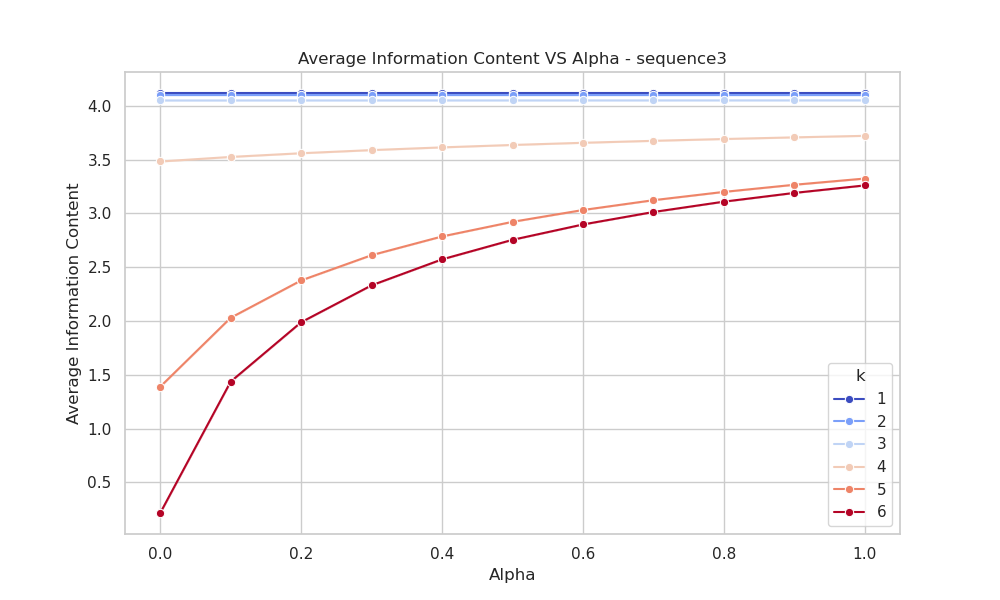 Average Information Content VS Alpha - sequence3
Average Information Content
4.0
3.5
3.0
2.5
2.0
1.5
1.0
0.5
0.0 0.2 0.4 0.6 0.8 1.0
Alpha
k
1
2
3
4
5
6